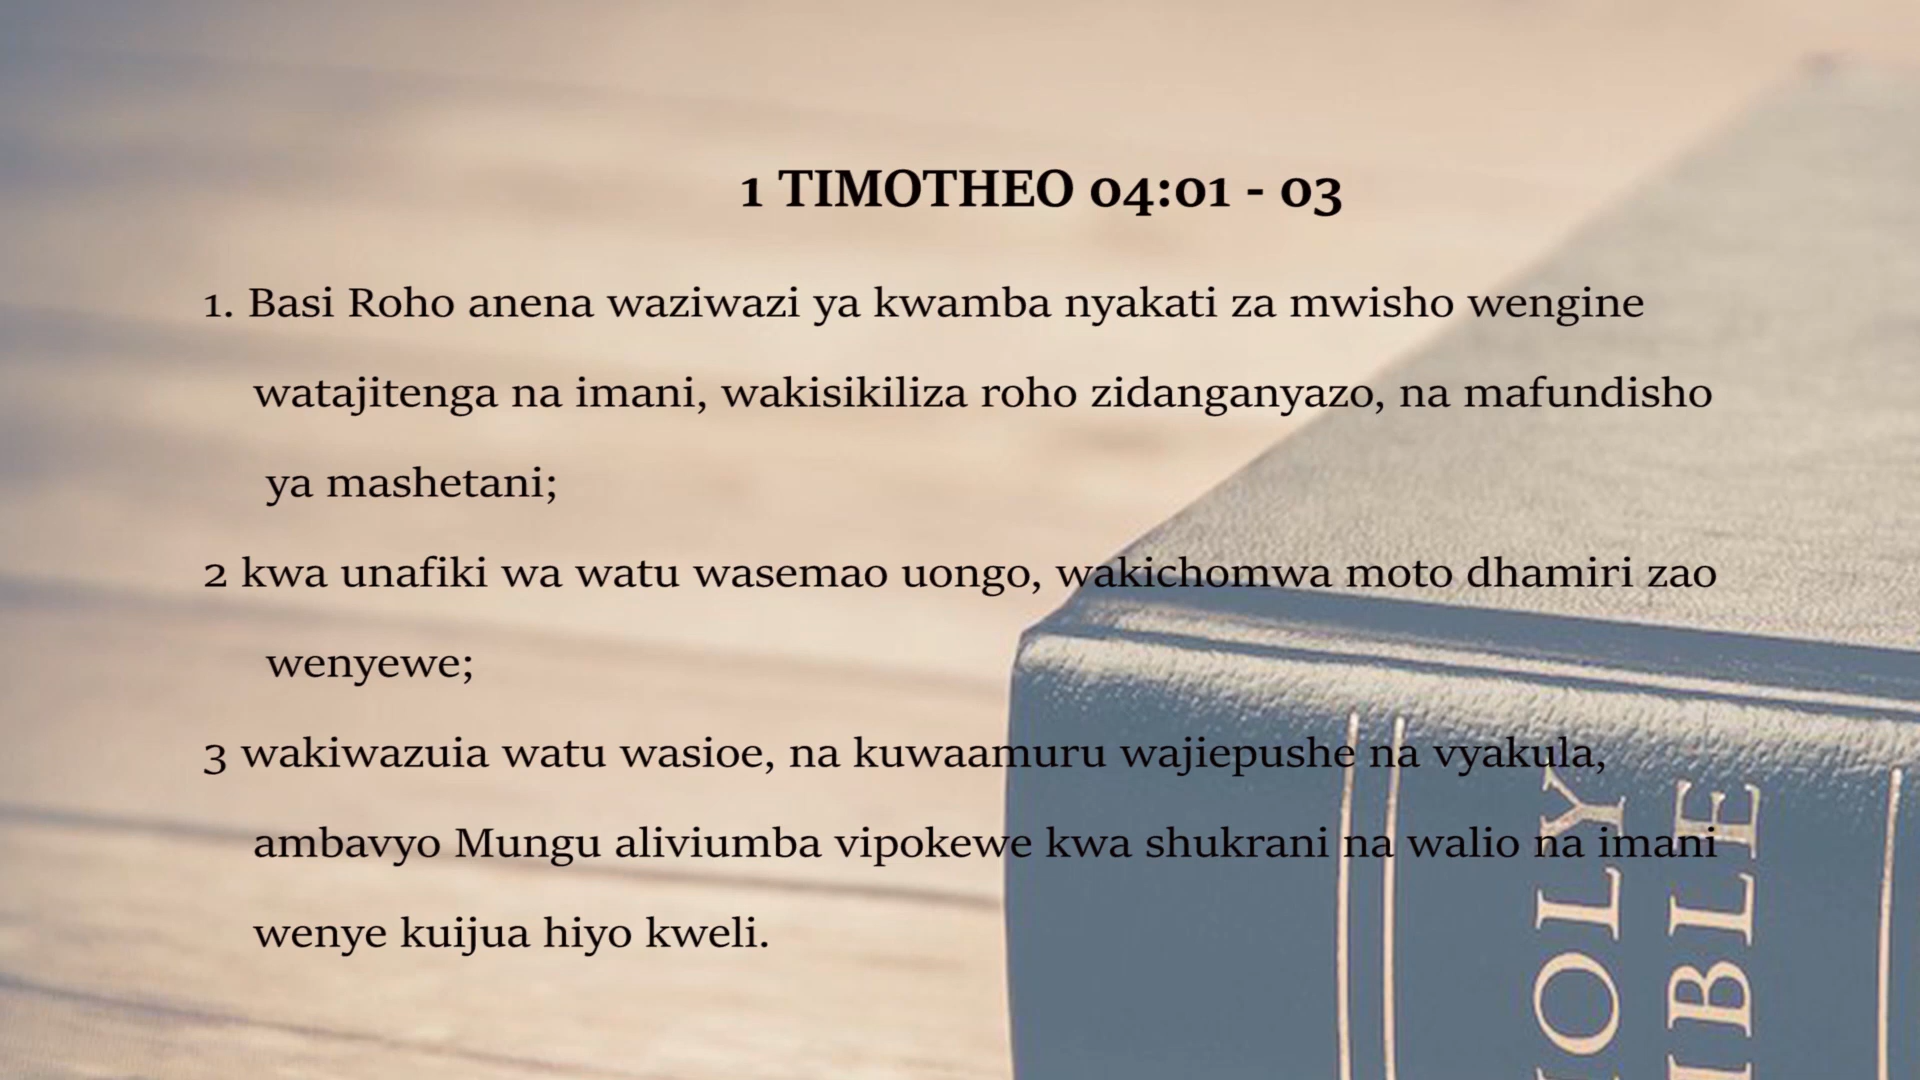 1 TIMOTHEO 04:01 - 03
1. Basi Roho anena waziwazi ya kwamba nyakati za mwisho wengine
watajitenga na imani, wakisikiliza roho zidanganyazo, na mafundisho
ya mashetani;
2 kwa unafiki wa watu wasemao uongo, wakichomwa moto dhamiri zao
wenyewe;
3 wakiwazuia watu wasioe, na kuwaamuru wajiepushe na vyakula,
ambavyo Mungu aliviumba vipokewe kwa shukrani na walio na imani
wenye kuijua hiyo kweli.
HOLY
BIBLE